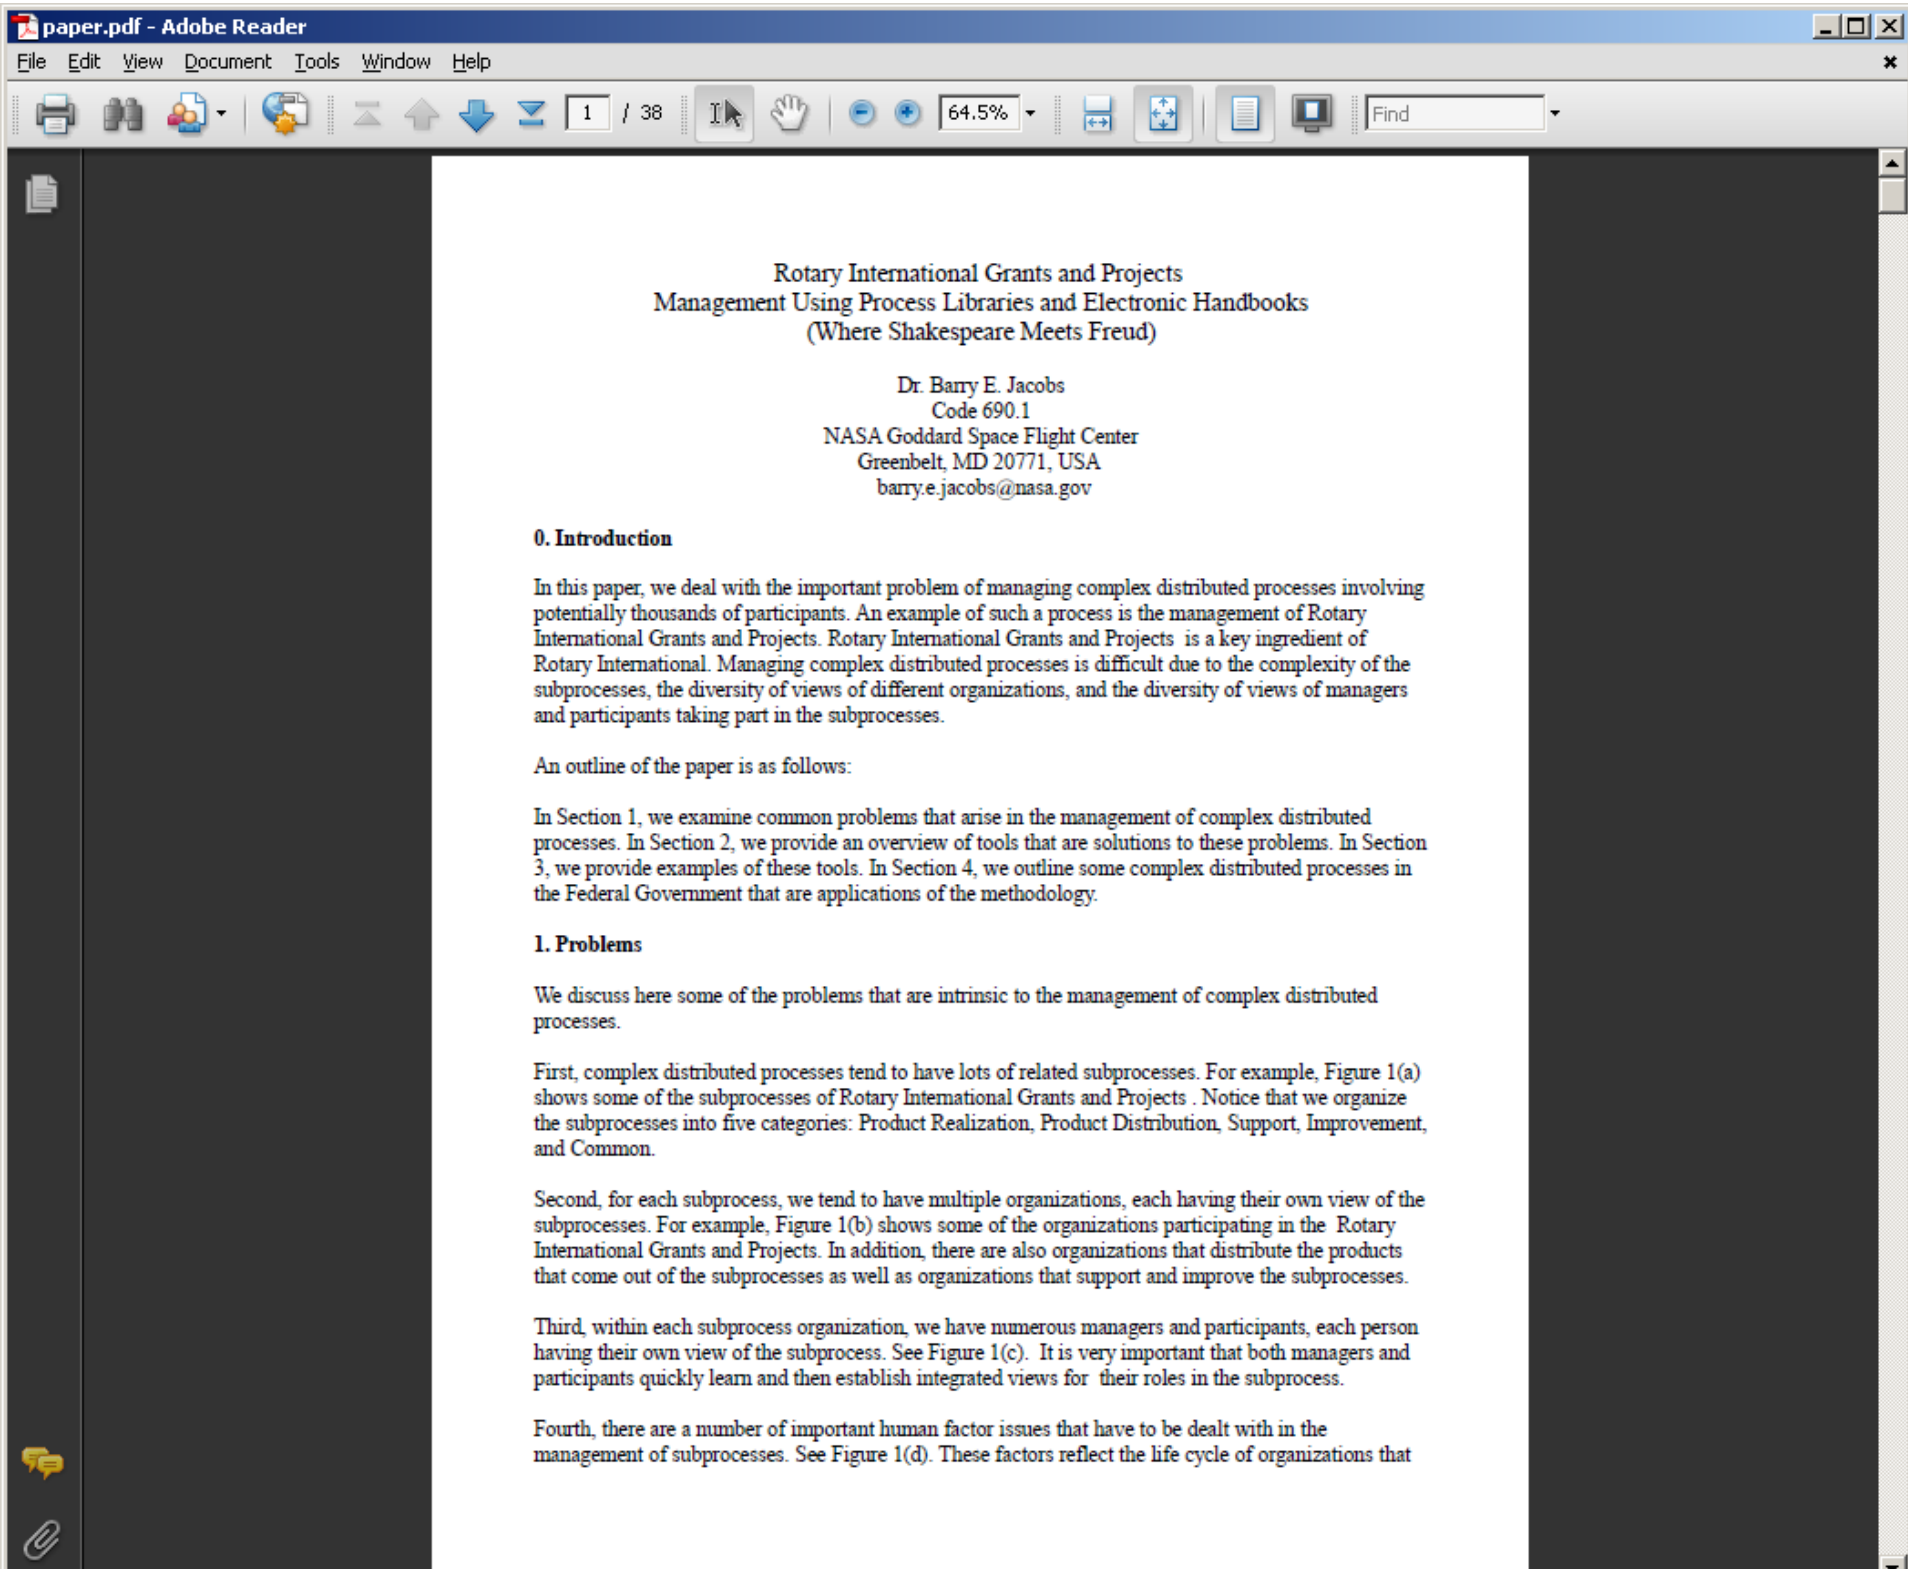 paper.pdf - Adobe Reader
File Edit View Document Tools Window Help
1 / 38 64.5% Find
Rotary International Grants and Projects
Management Using Process Libraries and Electronic Handbooks
(Where Shakespeare Meets Freud)
Dr. Barry E. Jacobs
Code 690.1
NASA Goddard Space Flight Center
Greenbelt, MD 20771, USA
barry.e.jacobs@nasa.gov
0. Introduction
In this paper, we deal with the important problem of managing complex distributed processes involving
potentially thousands of participants. An example of such a process is the management of Rotary
International Grants and Projects. Rotary International Grants and Projects  is a key ingredient of
Rotary International. Managing complex distributed processes is difficult due to the complexity of the
subprocesses, the diversity of views of different organizations, and the diversity of views of managers
and participants taking part in the subprocesses.
An outline of the paper is as follows:
In Section 1, we examine common problems that arise in the management of complex distributed
processes. In Section 2, we provide an overview of tools that are solutions to these problems. In Section
3, we provide examples of these tools. In Section 4, we outline some complex distributed processes in
the Federal Government that are applications of the methodology.
1. Problems
We discuss here some of the problems that are intrinsic to the management of complex distributed
processes.
First, complex distributed processes tend to have lots of related subprocesses. For example, Figure 1(a)
shows some of the subprocesses of Rotary International Grants and Projects . Notice that we organize
the subprocesses into five categories: Product Realization, Product Distribution, Support, Improvement,
and Common.
Second, for each subprocess, we tend to have multiple organizations, each having their own view of the
subprocesses. For example, Figure 1(b) shows some of the organizations participating in the  Rotary
International Grants and Projects. In addition, there are also organizations that distribute the products
that come out of the subprocesses as well as organizations that support and improve the subprocesses.
Third, within each subprocess organization, we have numerous managers and participants, each person
having their own view of the subprocess. See Figure 1(c).  It is very important that both managers and
participants quickly learn and then establish integrated views for  their roles in the subprocess.
Fourth, there are a number of important human factor issues that have to be dealt with in the
management of subprocesses. See Figure 1(d). These factors reflect the life cycle of organizations that